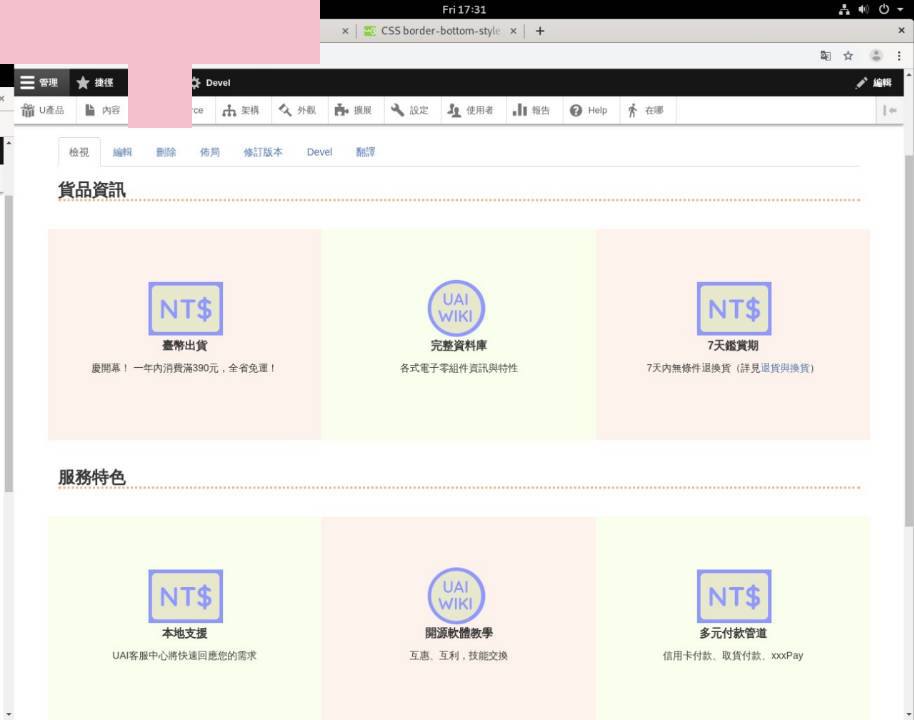 Fri 17:31
CSS border-bottom-style
管理 捷徑 Devel 編輯
U產品 內容 ce 架構 外觀 擴展 設定 使用者 報告 Help 在哪
檢視 編輯 刪除 佈局 修訂版本 Devel 翻譯
貨品資訊
NT$ UAI WIKI NT$
臺幣出貨 完整資料庫 7天鑑賞期
慶開幕！ 一年內消費滿390元，全省免運！ 各式電子零組件資訊與特性 7天內無條件退換貨（詳見退貨與換貨）
服務特色
NT$ UAI WIKI NT$
本地支援 開源軟體教學 多元付款管道
UAI客服中心將快速回應您的需求 互惠、互利，技能交換 信用卡付款、取貨付款、xxxPay